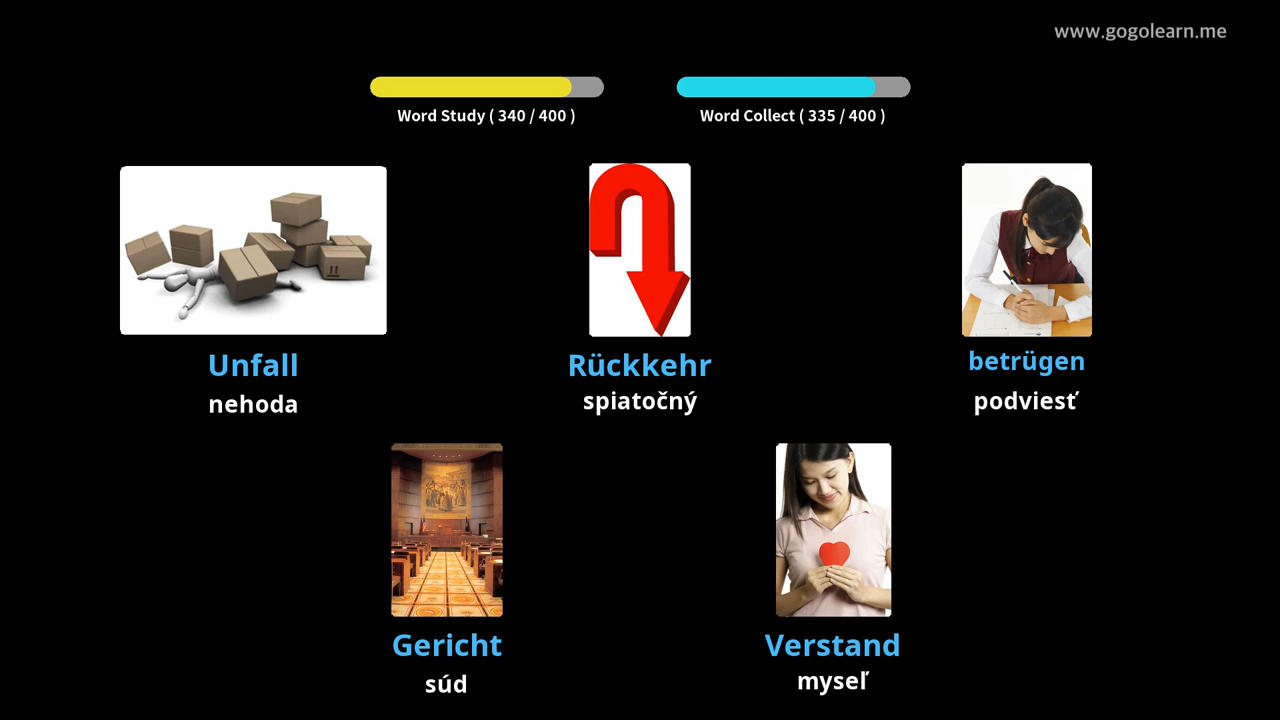 www.gogolearn.me
Word Study ( 340 / 400 )
Word Collect ( 335 / 400 )
Unfall
nehoda
Rückkehr
spiatočný
betrügen
podviesť
Gericht
súd
Verstand
myseľ